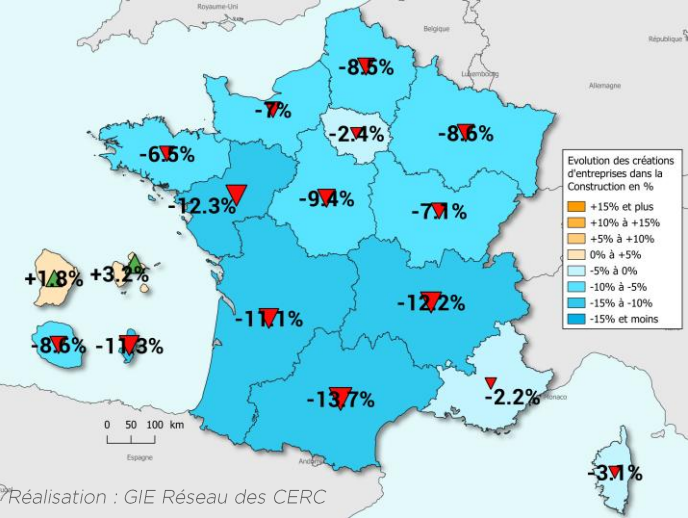 Royaume-Uni
Belgique
République
Luxembourg
Allemagne
-8.5%
-7%
-2.4%
-8.6%
-6.5%
-12.3%
-9.4%
-7.1%
Evolution des créations
d'entreprises dans la
Construction en %
+15% et plus
+10% à +15%
+5% à +10%
0% à +5%
-5% à 0%
-10% à -5%
-15% à -10%
-15% et moins
+1.8%
+3.2%
-8.6%
-11.3%
-11.1%
-12.2%
-13.7%
-2.2%
Monaco
0 50 100 km
Espagne
-3.1%
Réalisation : GIE Réseau des CERC